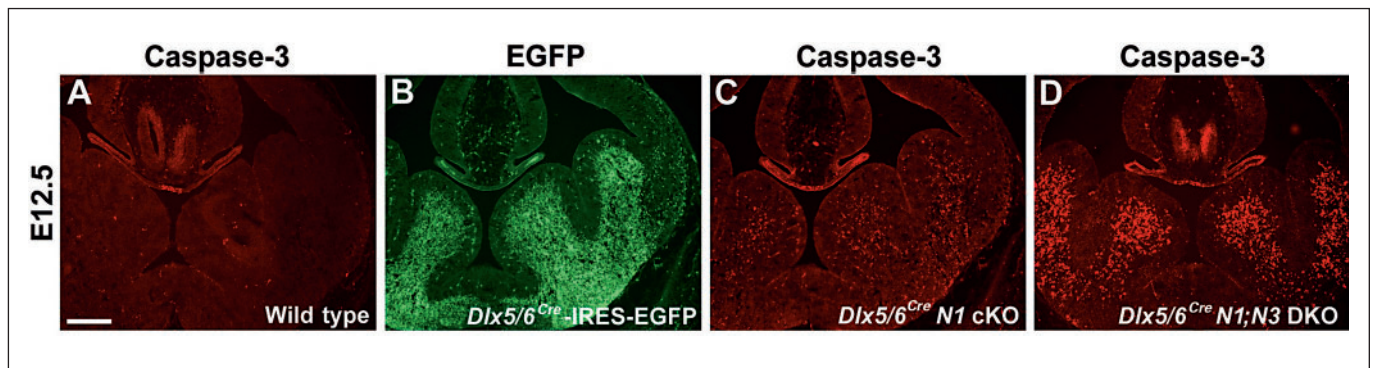 Caspase-3 EGFP Caspase-3 Caspase-3
A B C D
E12.5
Wild type Dlx5/6Cre-IRES-EGFP Dlx5/6Cre N1 cKO Dlx5/6Cre N1;N3 DKO